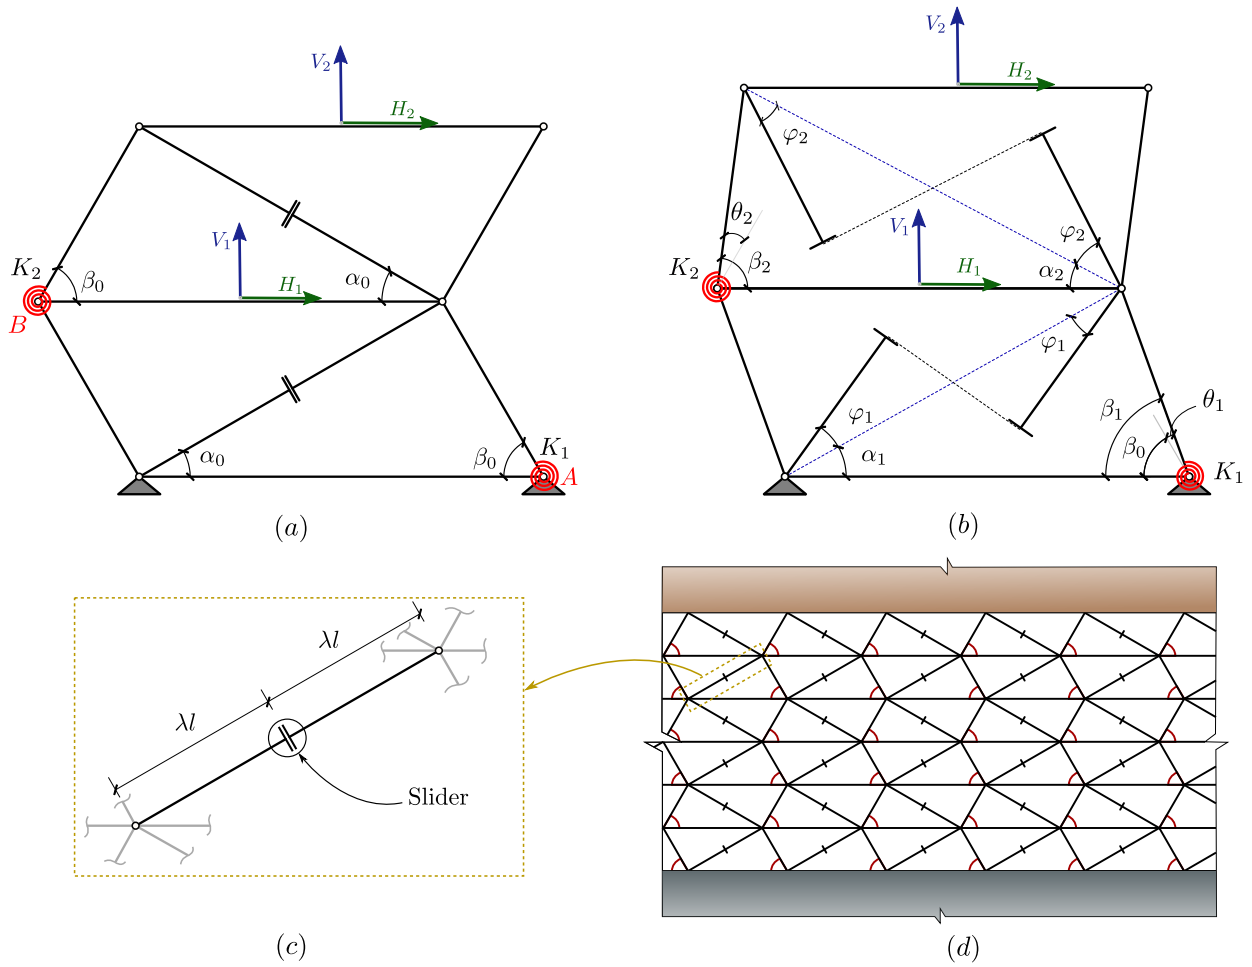 V₂
H₂
K₂
β₀
V₁
H₁
α₀
B
α₀
β₀
K₁
A
(a)
V₂
H₂
φ₂
θ₂
K₂
β₂
V₁
H₁
φ₂
α₂
φ₁
φ₁
α₁
β₁
β₀
θ₁
K₁
(b)
λl
λl
Slider
(c)
(d)